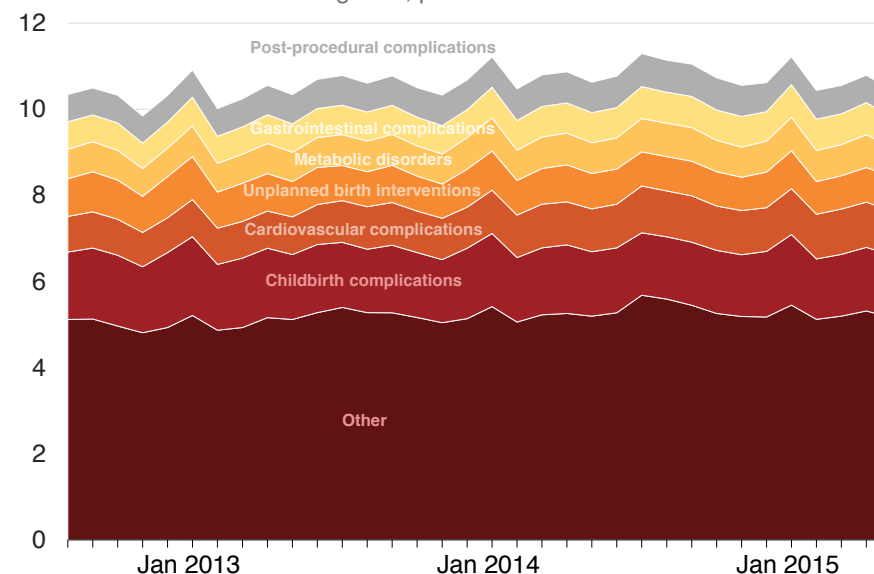 12
Post-procedural complications
10
Gastrointestinal complications
Metabolic disorders
8
Unplanned birth interventions
Cardiovascular complications
6
Childbirth complications
4
Other
2
0
Jan 2013 Jan 2014 Jan 2015